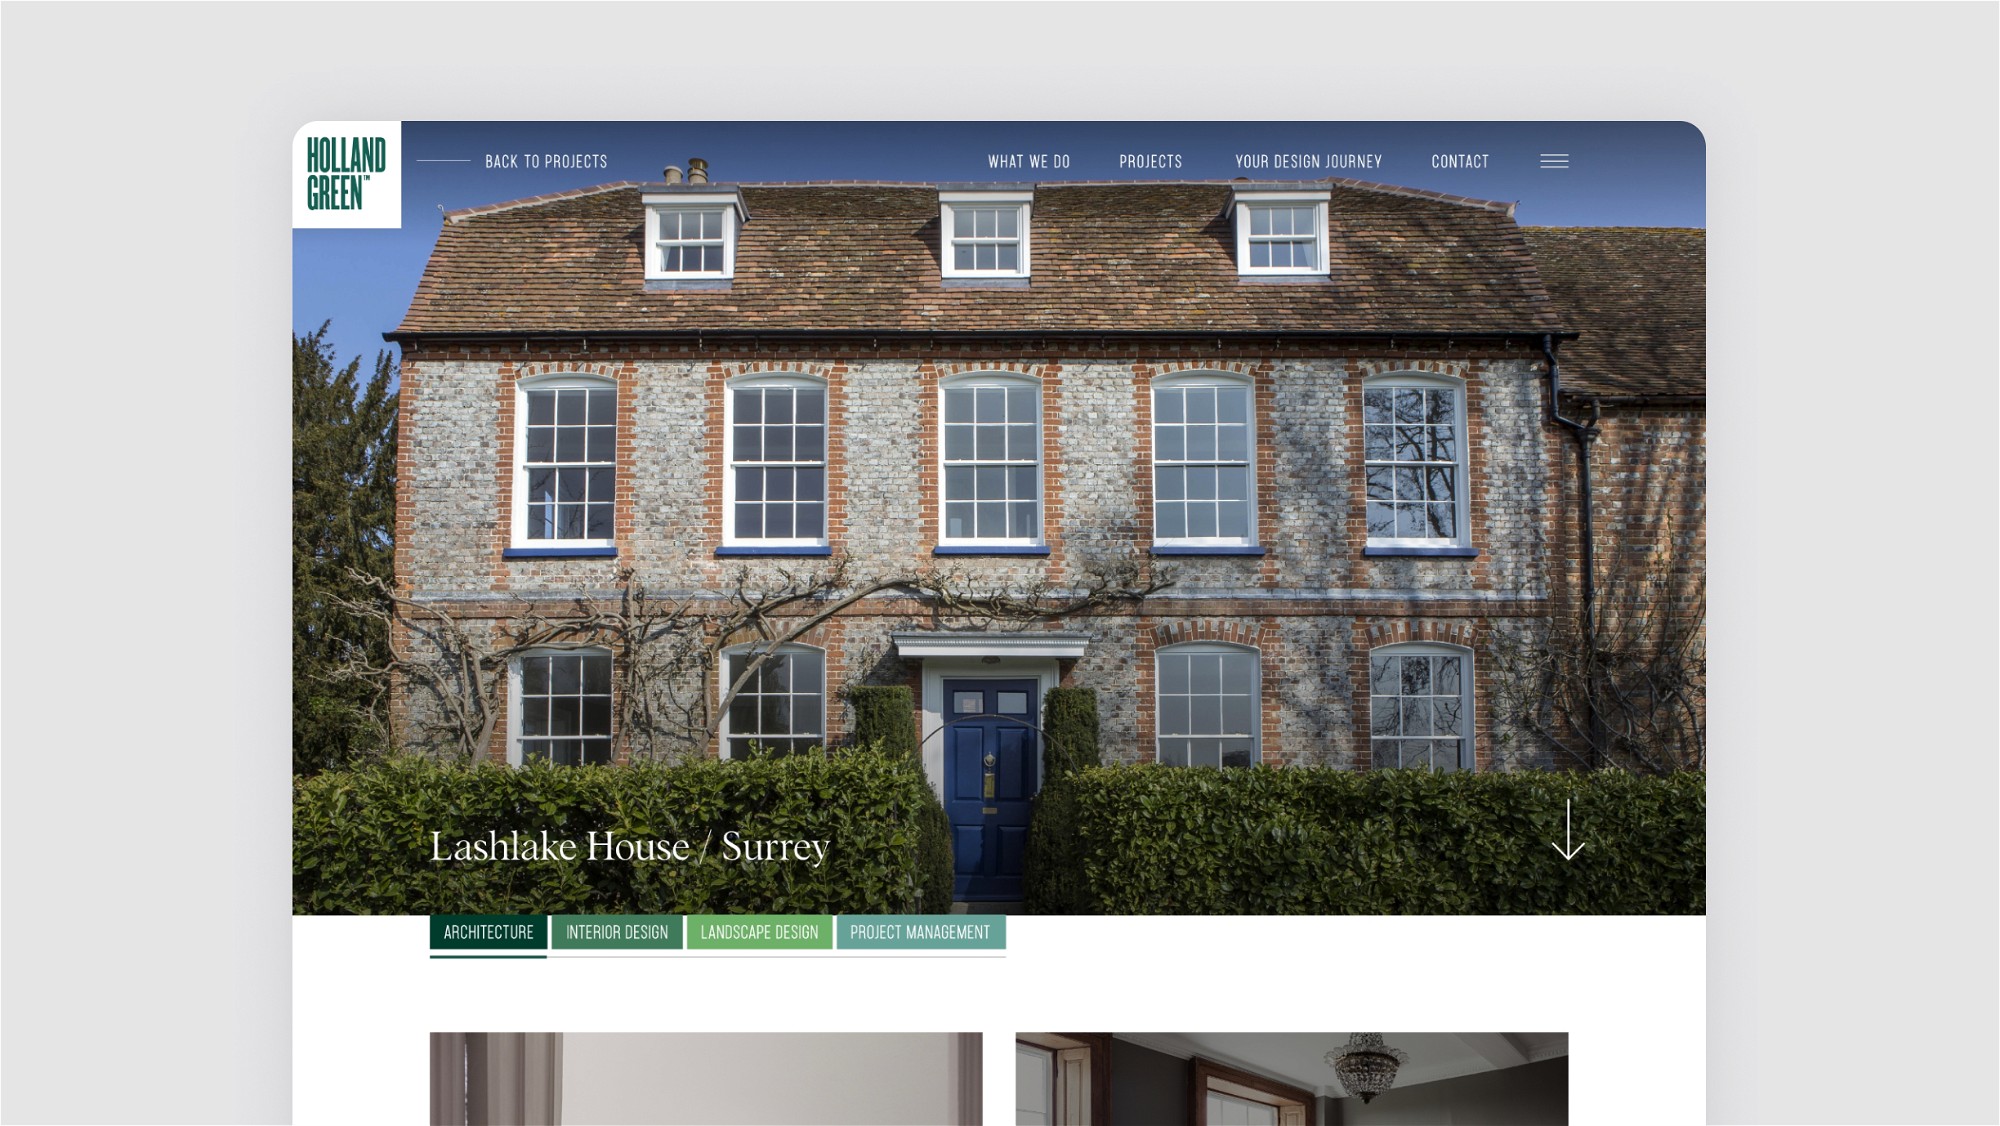 HOLLAND
GREEN™
BACK TO PROJECTS
WHAT WE DO
PROJECTS
YOUR DESIGN JOURNEY
CONTACT
Lashlake House / Surrey
ARCHITECTURE
INTERIOR DESIGN
LANDSCAPE DESIGN
PROJECT MANAGEMENT